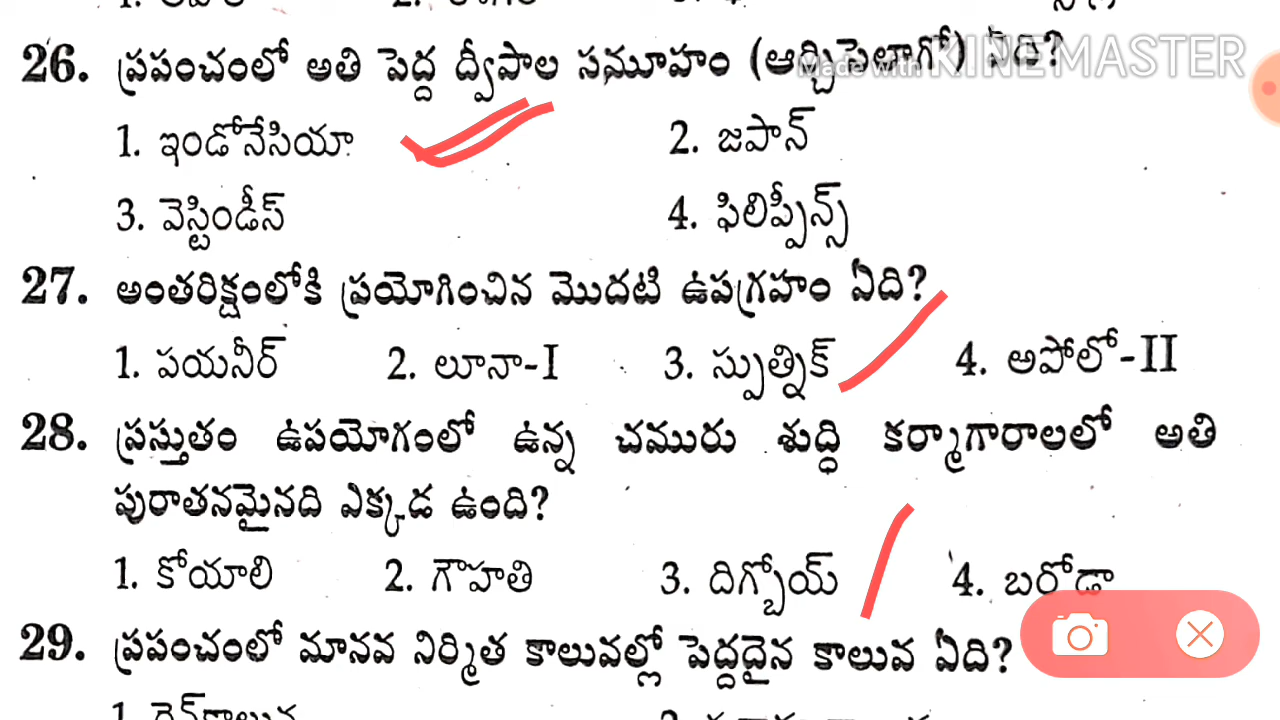 26. ప్రపంచంలో అతి పెద్ద ద్వీపాల సమూహం (ఆర్చిపెలాగో) ఏది?
Made with KINEMASTER
1. ఇండోనేసియా 2. జపాన్
3. వెస్టిండీస్ 4. ఫిలిప్పీన్స్
27. అంతరిక్షంలోకి ప్రయోగించిన మొదటి ఉపగ్రహం ఏది?
1. పయనీర్ 2. లూనా-I 3. స్పుత్నిక్ 4. అపోలో-II
28. ప్రస్తుతం ఉపయోగంలో ఉన్న చమురు శుద్ధి కర్మాగారాలలో అతి
పురాతనమైనది ఎక్కడ ఉంది?
1. కోయాలి 2. గౌహతి 3. దిగ్బోయ్ 4. బరోడా
29. ప్రపంచంలో మానవ నిర్మిత కాలువల్లో పెద్దదైన కాలువ ఏది?